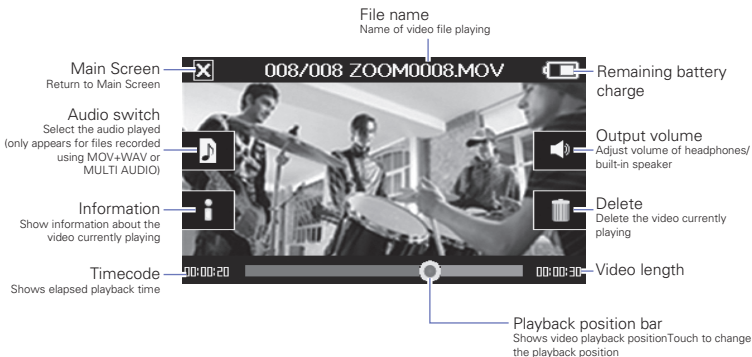 File name
Name of video file playing
Main Screen
Return to Main Screen
008/008 ZOOM0008.MOV
Remaining battery
charge
Audio switch
Select the audio played
(only appears for files recorded
using MOV+WAV or
MULTI AUDIO)
Output volume
Adjust volume of headphones/
built-in speaker
Information
Show information about the
video currently playing
Delete
Delete the video currently
playing
Timecode
Shows elapsed playback time
00:00:20
00:00:30
Video length
Playback position bar
Shows video playback positionTouch to change
the playback position